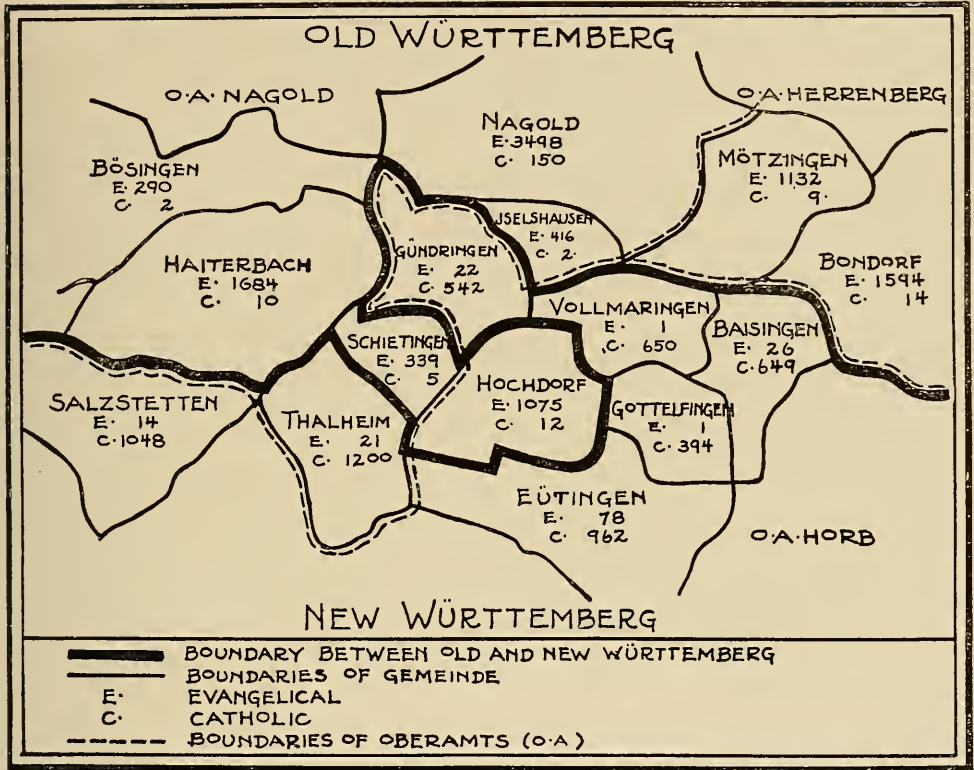 OLD WÜRTTEMBERG
O·A· NAGOLD
O·A·HERRENBERG
NAGOLD
E·3498
C· 150
MÖTZINGEN
E· 1132
C· 9·
BÖSINGEN
E· 290
C· 2
ISELSHAUSEN
E· 416
C· 2·
GÜNDRINGEN
E· 22
C· 542
HAITERBACH
E· 1684
C· 10
BONDORF
E· 1594
C· 14
VOLLMARINGEN
E· 1
C· 650
BAISINGEN
E· 26
C·649
SCHIETINGEN
E· 339
C· 5
HOCHDORF
E·1075
C· 12
SALZSTETTEN
E· 14
C·1048
THALHEIM
E· 21
C· 1200
GOTTELFINGEN
E· 1
C· 394
EÜTINGEN
E· 78
C· 962
O·A·HORB
NEW WÜRTTEMBERG
BOUNDARY BETWEEN OLD AND NEW WÜRTTEMBERG
BOUNDARIES OF GEMEINDE
E· EVANGELICAL
C· CATHOLIC
BOUNDARIES OF OBERAMTS (O·A)